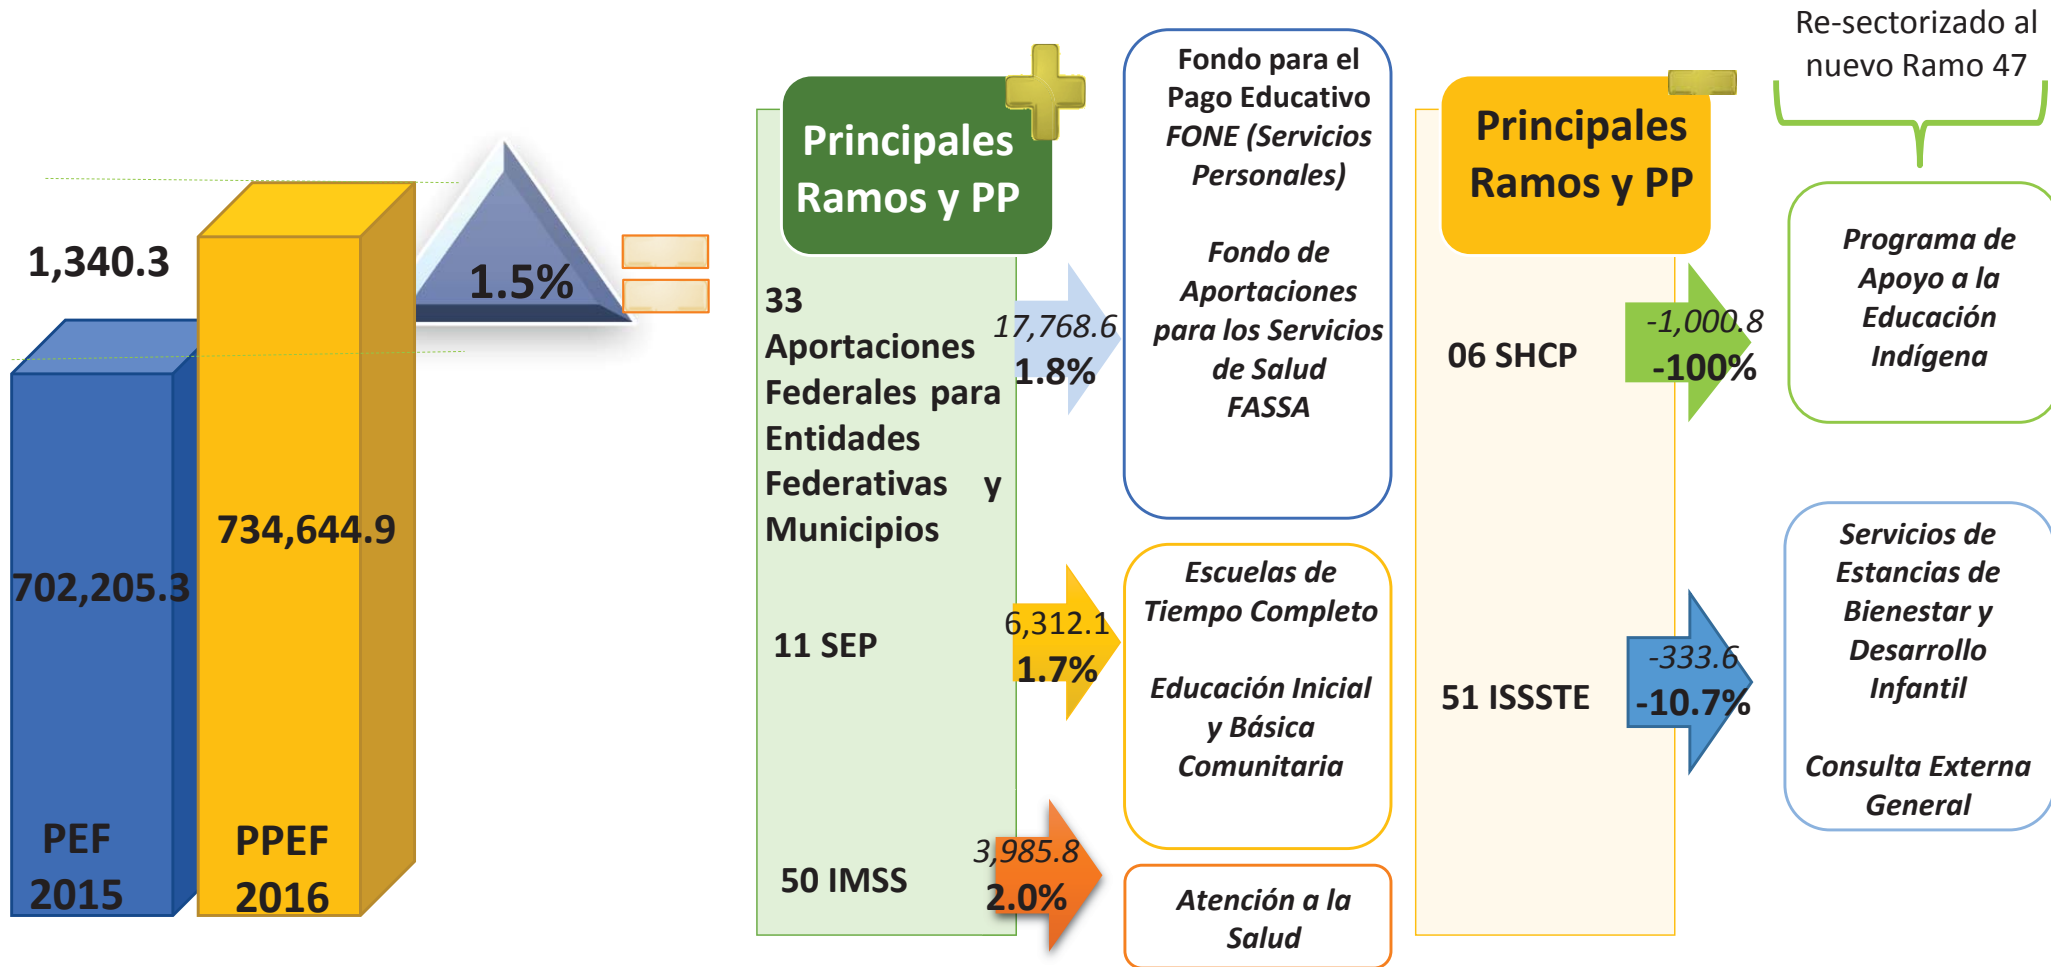 1,340.3
702,205.3
PEF
2015
734,644.9
PPEF
2016
1.5%
Principales
Ramos y PP
33
Aportaciones
Federales para
Entidades
Federativas y
Municipios
17,768.6
1.8%
Fondo para el
Pago Educativo
FONE (Servicios
Personales)
Fondo de
Aportaciones
para los Servicios
de Salud
FASSA
11 SEP
6,312.1
1.7%
Escuelas de
Tiempo Completo
Educación Inicial
y Básica
Comunitaria
50 IMSS
3,985.8
2.0%
Atención a la
Salud
Principales
Ramos y PP
06 SHCP
-1,000.8
-100%
Re-sectorizado al
nuevo Ramo 47
Programa de
Apoyo a la
Educación
Indígena
51 ISSSTE
-333.6
-10.7%
Servicios de
Estancias de
Bienestar y
Desarrollo
Infantil
Consulta Externa
General